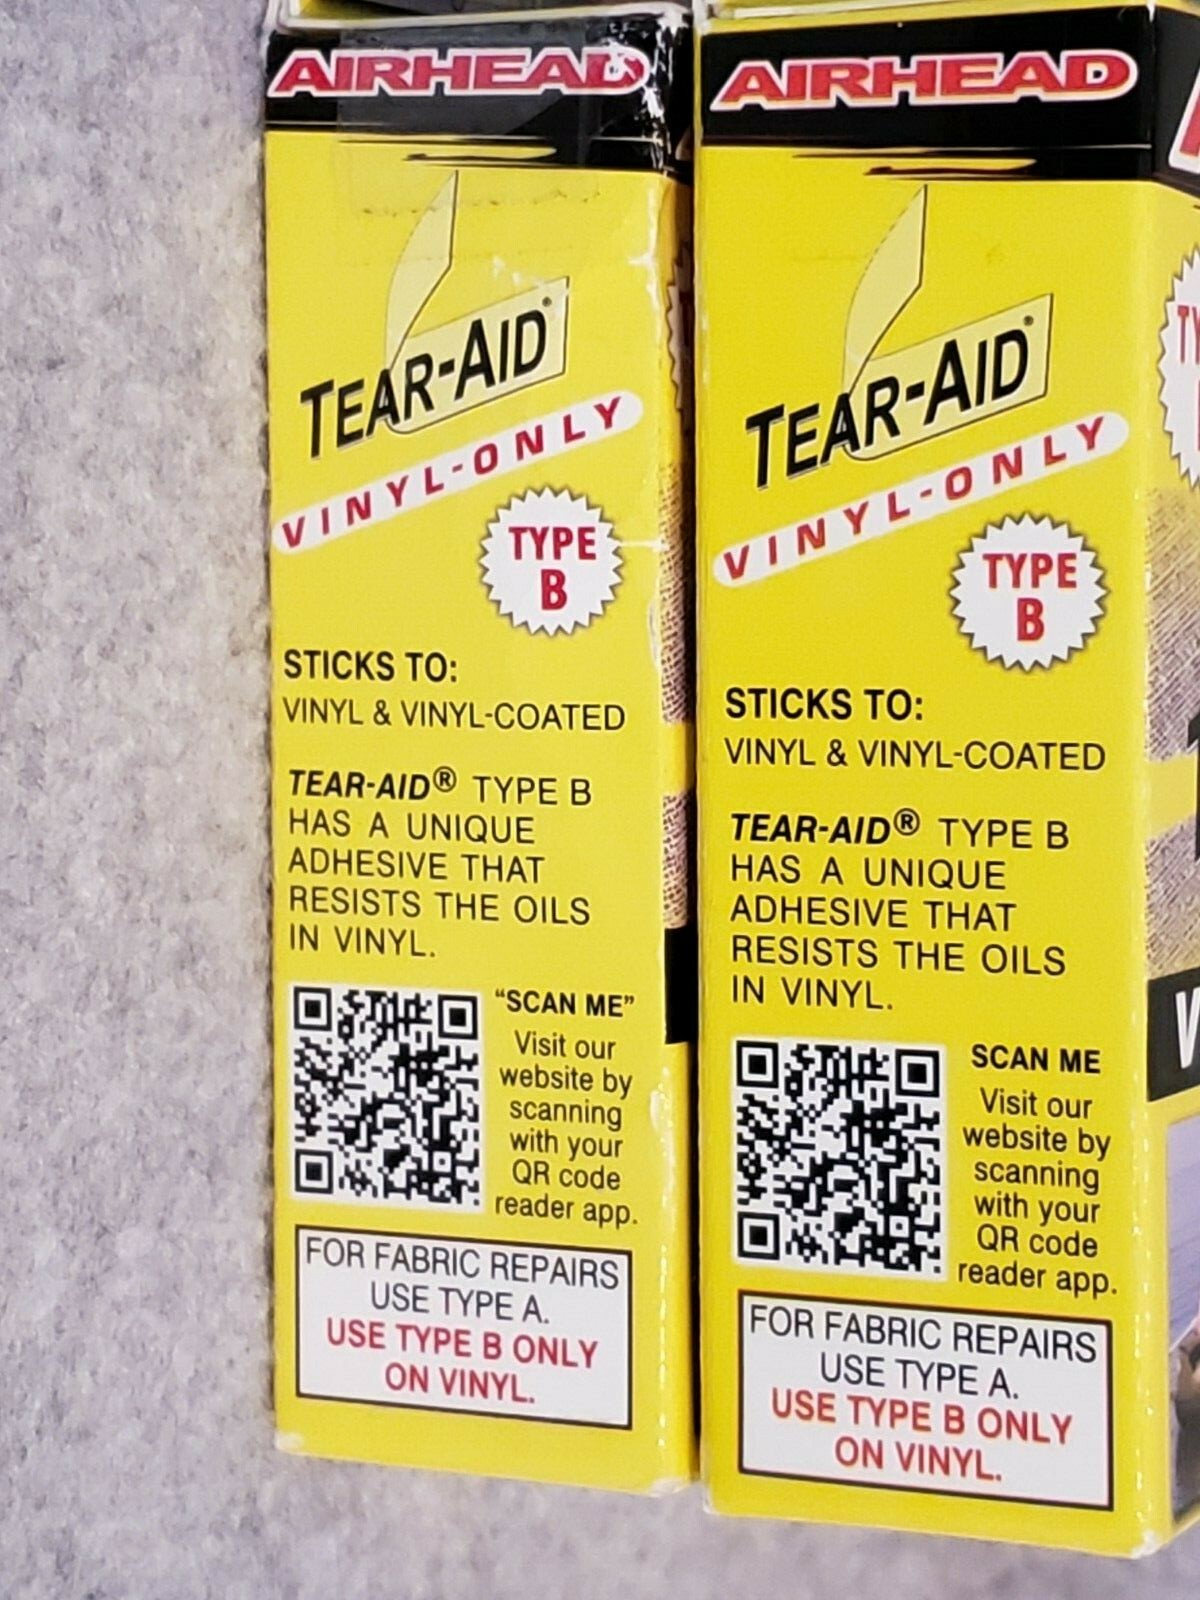 AIRHEAD
TEAR-AID®
VINYL-ONLY
TYPE
B
STICKS TO:
VINYL & VINYL-COATED
TEAR-AID® TYPE B
HAS A UNIQUE
ADHESIVE THAT
RESISTS THE OILS
IN VINYL.
"SCAN ME"
Visit our
website by
scanning
with your
QR code
reader app.
FOR FABRIC REPAIRS
USE TYPE A.
USE TYPE B ONLY
ON VINYL.
AIRHEAD
TEAR-AID®
VINYL-ONLY
TYPE
B
STICKS TO:
VINYL & VINYL-COATED
TEAR-AID® TYPE B
HAS A UNIQUE
ADHESIVE THAT
RESISTS THE OILS
IN VINYL.
SCAN ME
Visit our
website by
scanning
with your
QR code
reader app.
FOR FABRIC REPAIRS
USE TYPE A.
USE TYPE B ONLY
ON VINYL.